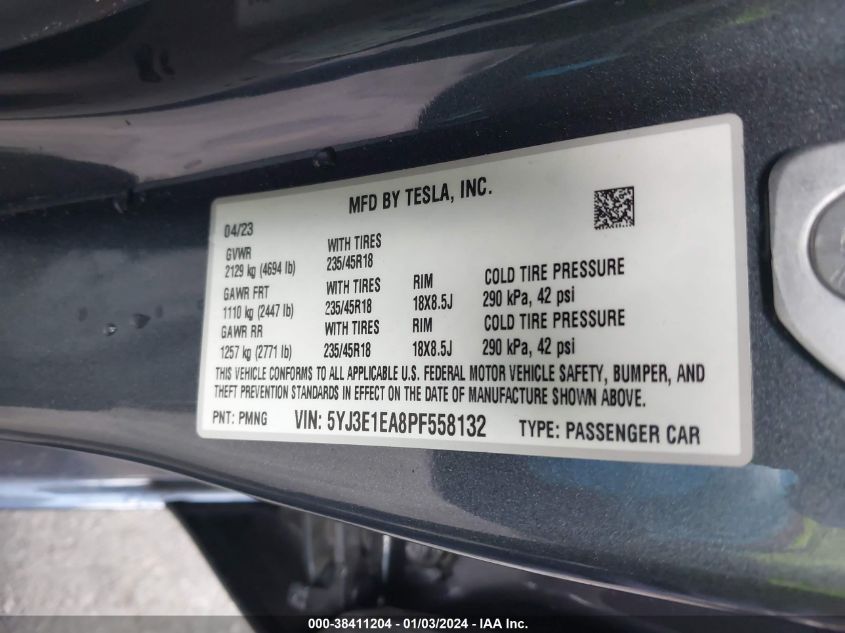 MFD BY TESLA, INC.
04/23
GVWR WITH TIRES
2129 kg (4694 lb) 235/45R18
GAWR FRT WITH TIRES RIM COLD TIRE PRESSURE
1110 kg (2447 lb) 235/45R18 18X8.5J 290 kPa, 42 psi
GAWR RR WITH TIRES RIM COLD TIRE PRESSURE
1257 kg (2771 lb) 235/45R18 18X8.5J 290 kPa, 42 psi
THIS VEHICLE CONFORMS TO ALL APPLICABLE U.S. FEDERAL MOTOR VEHICLE SAFETY, BUMPER, AND
THEFT PREVENTION STANDARDS IN EFFECT ON THE DATE OF MANUFACTURE SHOWN ABOVE.
PNT: PMNG VIN: 5YJ3E1EA8PF558132 TYPE: PASSENGER CAR
000-38411204 - 01/03/2024 - IAA Inc.